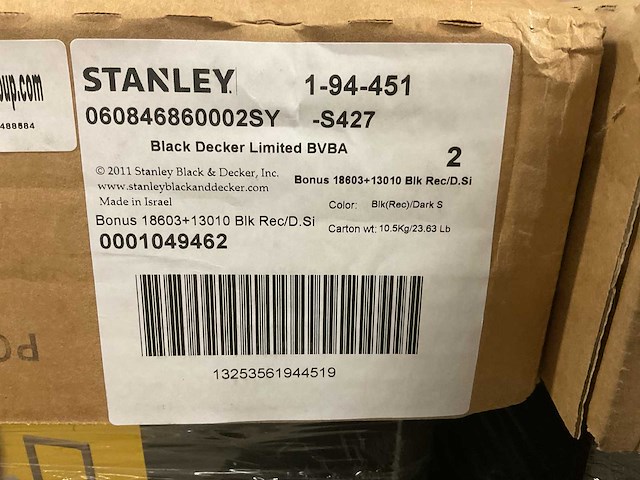 oup.com
488584
STANLEY 1-94-451
060846860002SY -S427
Black Decker Limited BVBA
2
© 2011 Stanley Black & Decker, Inc.
Bonus 18603+13010 Blk Rec/D.Si
www.stanleyblackanddecker.com
Made in Israel
Color: Blk(Rec)/Dark S
Bonus 18603+13010 Blk Rec/D.Si
Carton wt: 10.5Kg/23.63 Lb
0001049462
13253561944519